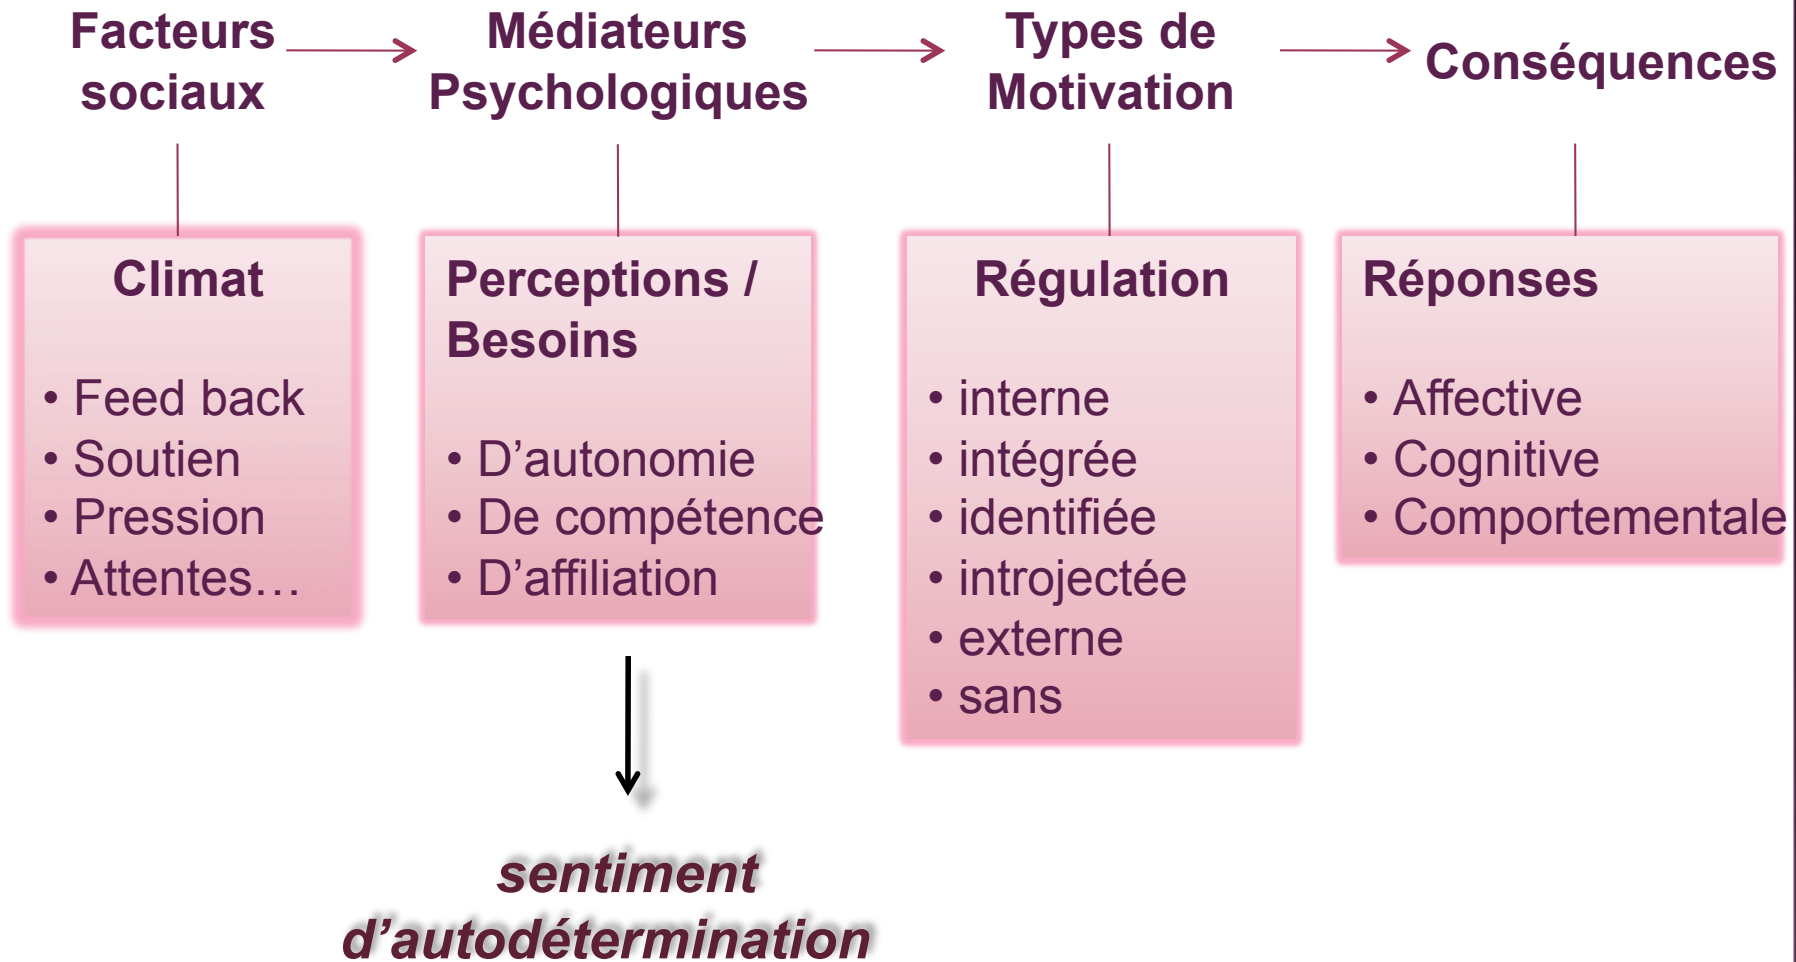 Facteurs
sociaux
Médiateurs
Psychologiques
Types de
Motivation
Conséquences
Climat
• Feed back
• Soutien
• Pression
• Attentes…
Perceptions /
Besoins
• D’autonomie
• De compétence
• D’affiliation
Régulation
• interne
• intégrée
• identifiée
• introjectée
• externe
• sans
Réponses
• Affective
• Cognitive
• Comportementale
sentiment
d’autodétermination